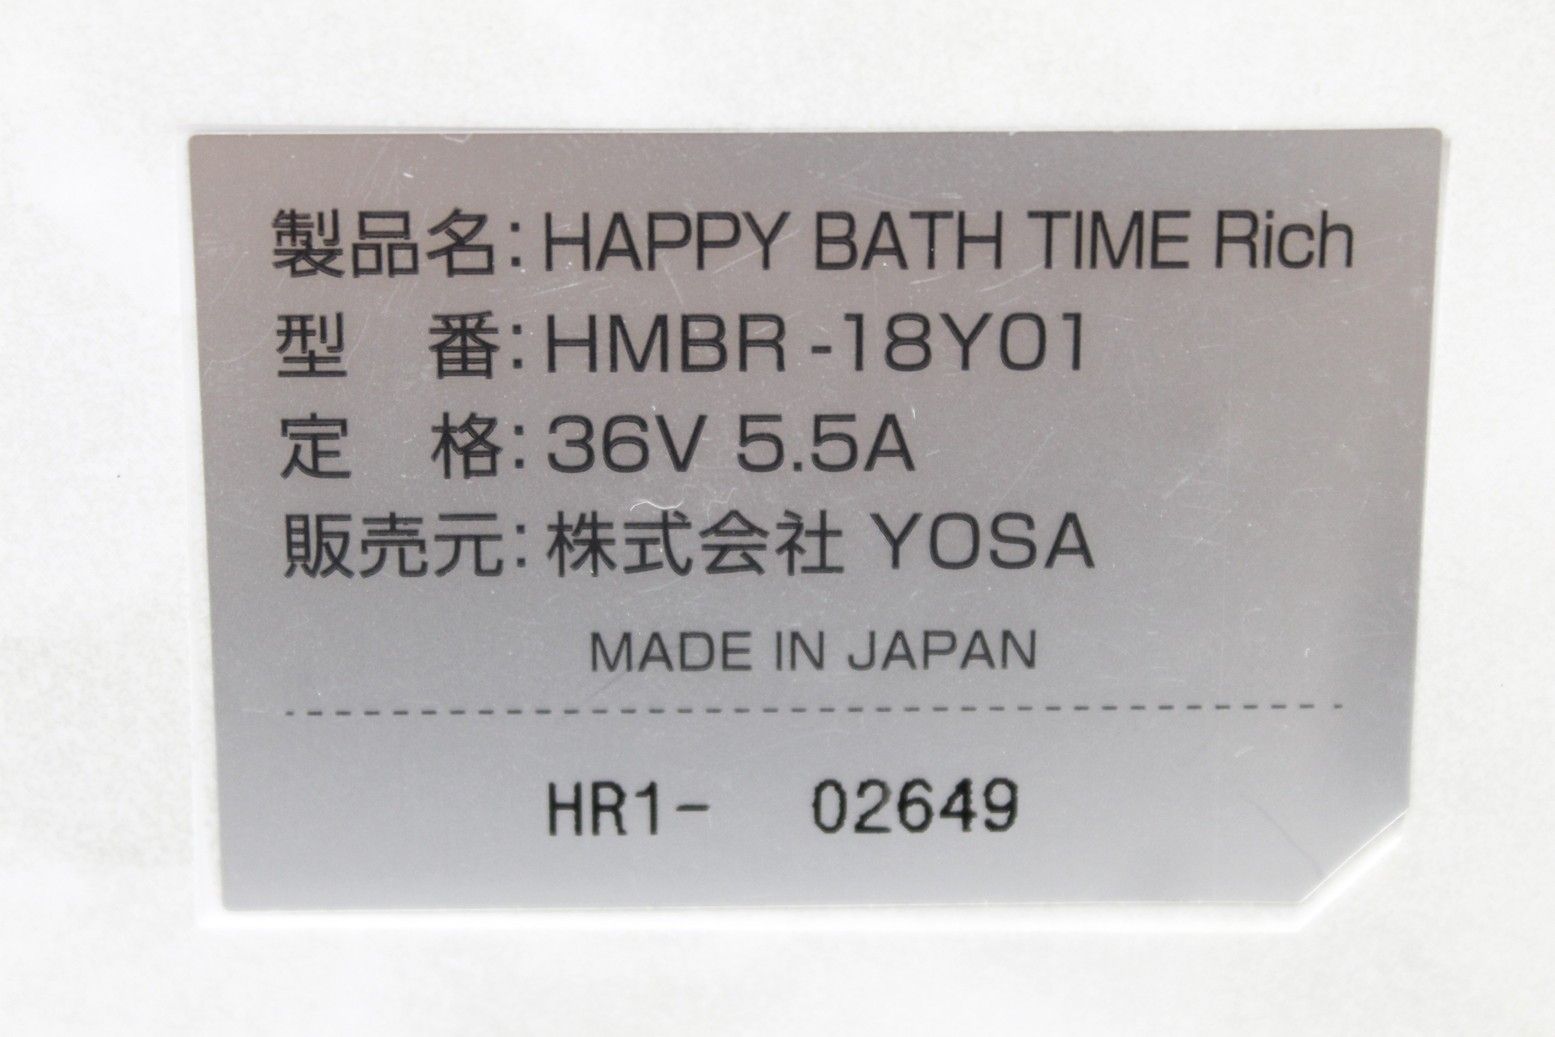 製品名:HAPPY BATH TIME Rich
型　番:HMBR -18Y01
定　格:36V 5.5A
販売元:株式会社 YOSA
MADE IN JAPAN
HR1-　02649